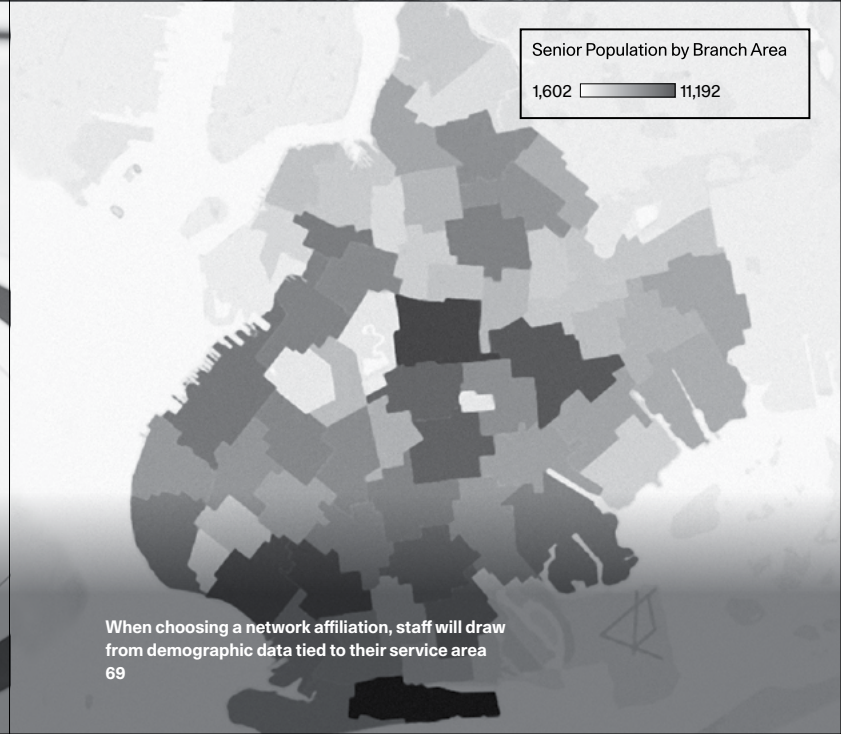 Senior Population by Branch Area
1,602 11,192
When choosing a network affiliation, staff will draw
from demographic data tied to their service area
69